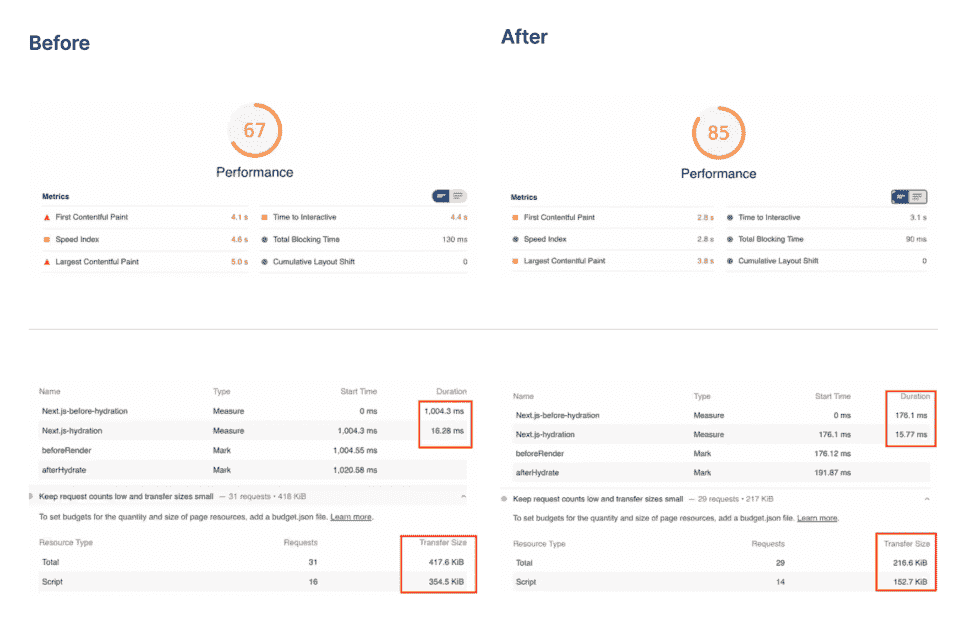 Before
67
Performance
Metrics
First Contentful Paint 4.1 s Time to Interactive 4.4 s
Speed Index 4.6 s Total Blocking Time 130 ms
Largest Contentful Paint 5.0 s Cumulative Layout Shift 0
Name Type Start Time Duration
Next.js-before-hydration Measure 0 ms 1,004.3 ms
Next.js-hydration Measure 1,004.3 ms 16.28 ms
beforeRender Mark 1,004.55 ms
afterHydrate Mark 1,020.58 ms
Keep request counts low and transfer sizes small — 31 requests • 418 KiB
To set budgets for the quantity and size of page resources, add a budget.json file. Learn more.
Resource Type Requests Transfer Size
Total 31 417.6 KiB
Script 16 354.5 KiB
After
85
Performance
Metrics
First Contentful Paint 2.8 s Time to Interactive 3.1 s
Speed Index 2.8 s Total Blocking Time 90 ms
Largest Contentful Paint 3.8 s Cumulative Layout Shift 0
Name Type Start Time Duration
Next.js-before-hydration Measure 0 ms 176.1 ms
Next.js-hydration Measure 176.1 ms 15.77 ms
beforeRender Mark 176.12 ms
afterHydrate Mark 191.87 ms
Keep request counts low and transfer sizes small — 29 requests • 217 KiB
To set budgets for the quantity and size of page resources, add a budget.json file. Learn more.
Resource Type Requests Transfer Size
Total 29 216.6 KiB
Script 14 152.7 KiB